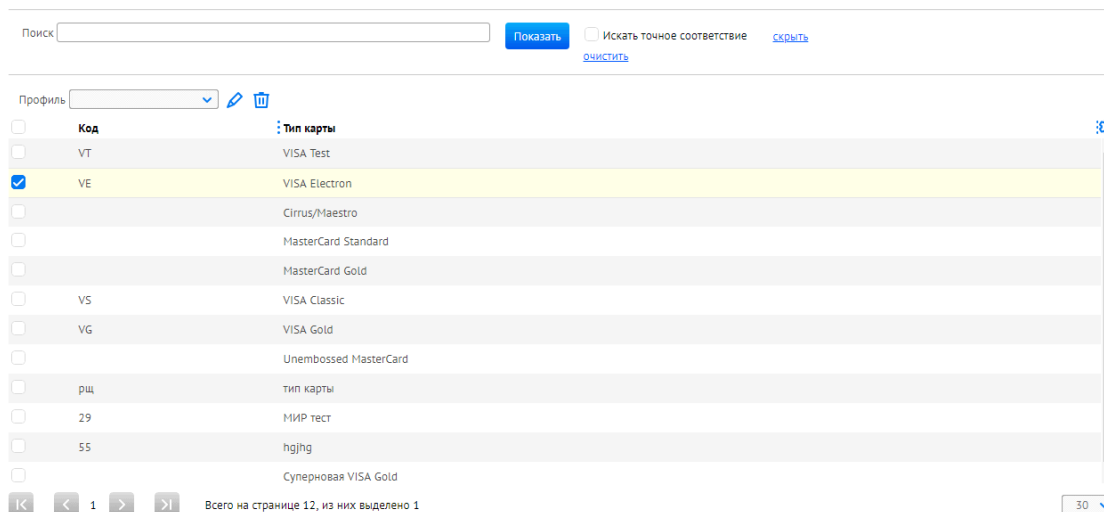 Поиск Показать Искать точное соответствие скрыть
очистить
Профиль
Код Тип карты
VT VISA Test
VE VISA Electron
Cirrus/Maestro
MasterCard Standard
MasterCard Gold
VS VISA Classic
VG VISA Gold
Unembossed MasterCard
рщ тип карты
29 МИР тест
55 hgjhg
Суперновая VISA Gold
1 Всего на странице 12, из них выделено 1 30